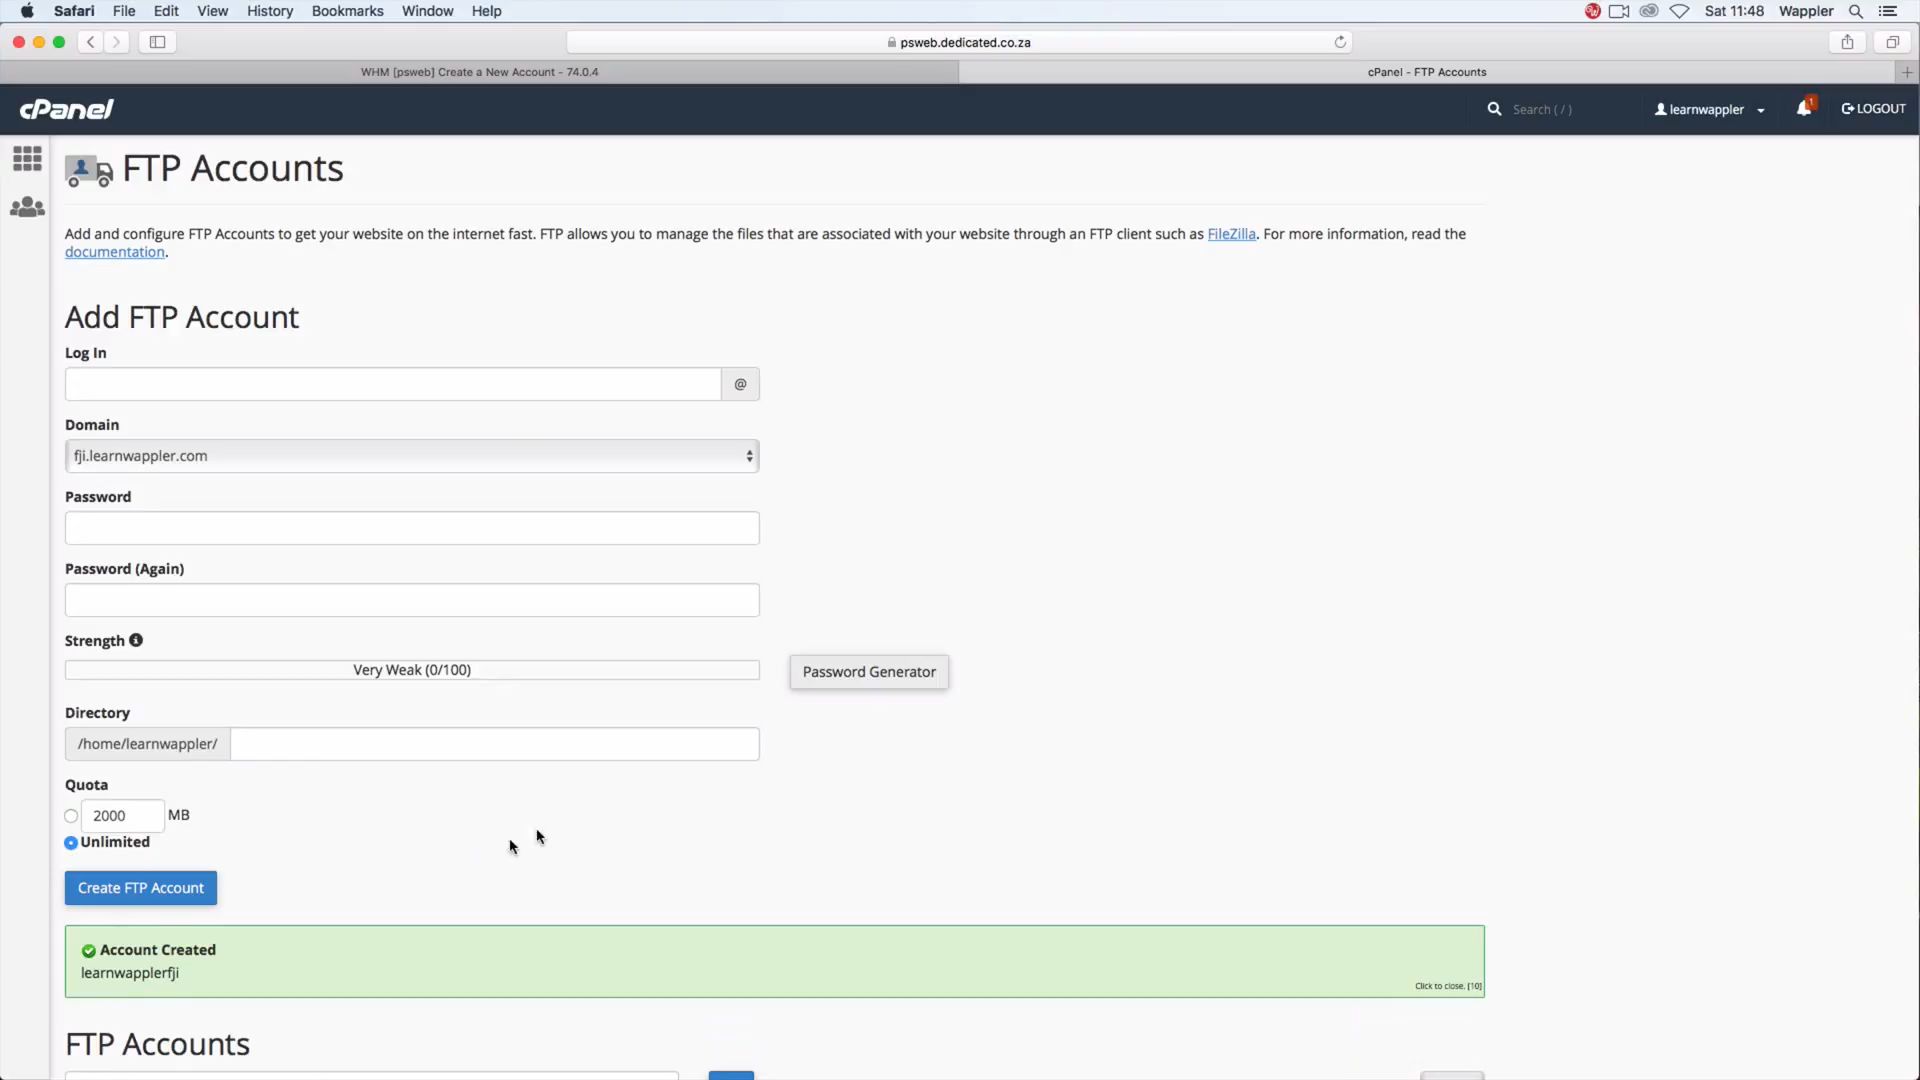 Safari File Edit View History Bookmarks Window Help Sat 11:48 Wappler
psweb.dedicated.co.za
WHM [psweb] Create a New Account - 74.0.4 cPanel - FTP Accounts
cPanel Search ( / ) learnwappler 1 LOGOUT
FTP Accounts
Add and configure FTP Accounts to get your website on the internet fast. FTP allows you to manage the files that are associated with your website through an FTP client such as FileZilla. For more information, read the
documentation.
Add FTP Account
Log In
@
Domain
fji.learnwappler.com
Password
Password (Again)
Strength
Very Weak (0/100) Password Generator
Directory
/home/learnwappler/
Quota
2000 MB
Unlimited
Create FTP Account
Account Created
learnwapplerfji
Click to close. [10]
FTP Accounts